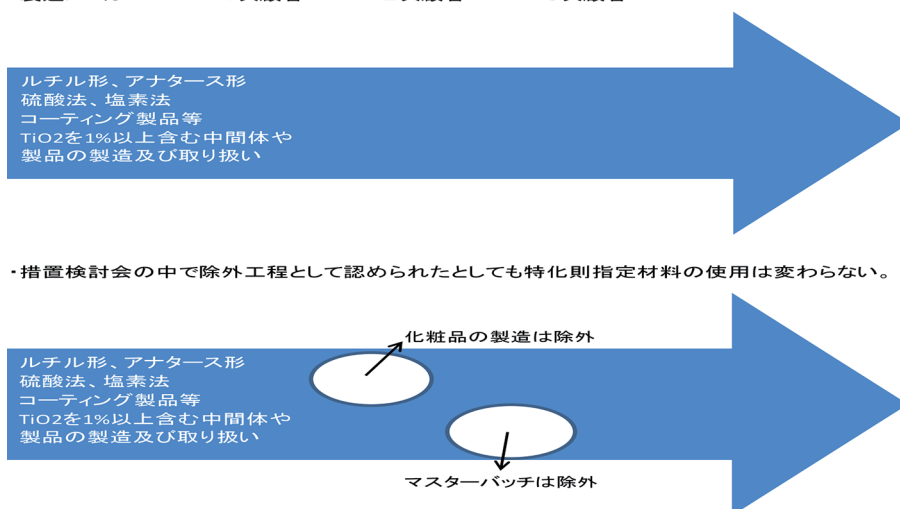 ルチル形、アナタース形
硫酸法、塩素法
コーティング製品等
TiO2を1%以上含む中間体や
製品の製造及び取り扱い
・措置検討会の中で除外工程として認められたとしても特化則指定材料の使用は変わらない。
化粧品の製造は除外
ルチル形、アナタース形
硫酸法、塩素法
コーティング製品等
TiO2を1%以上含む中間体や
製品の製造及び取り扱い
マスターバッチは除外